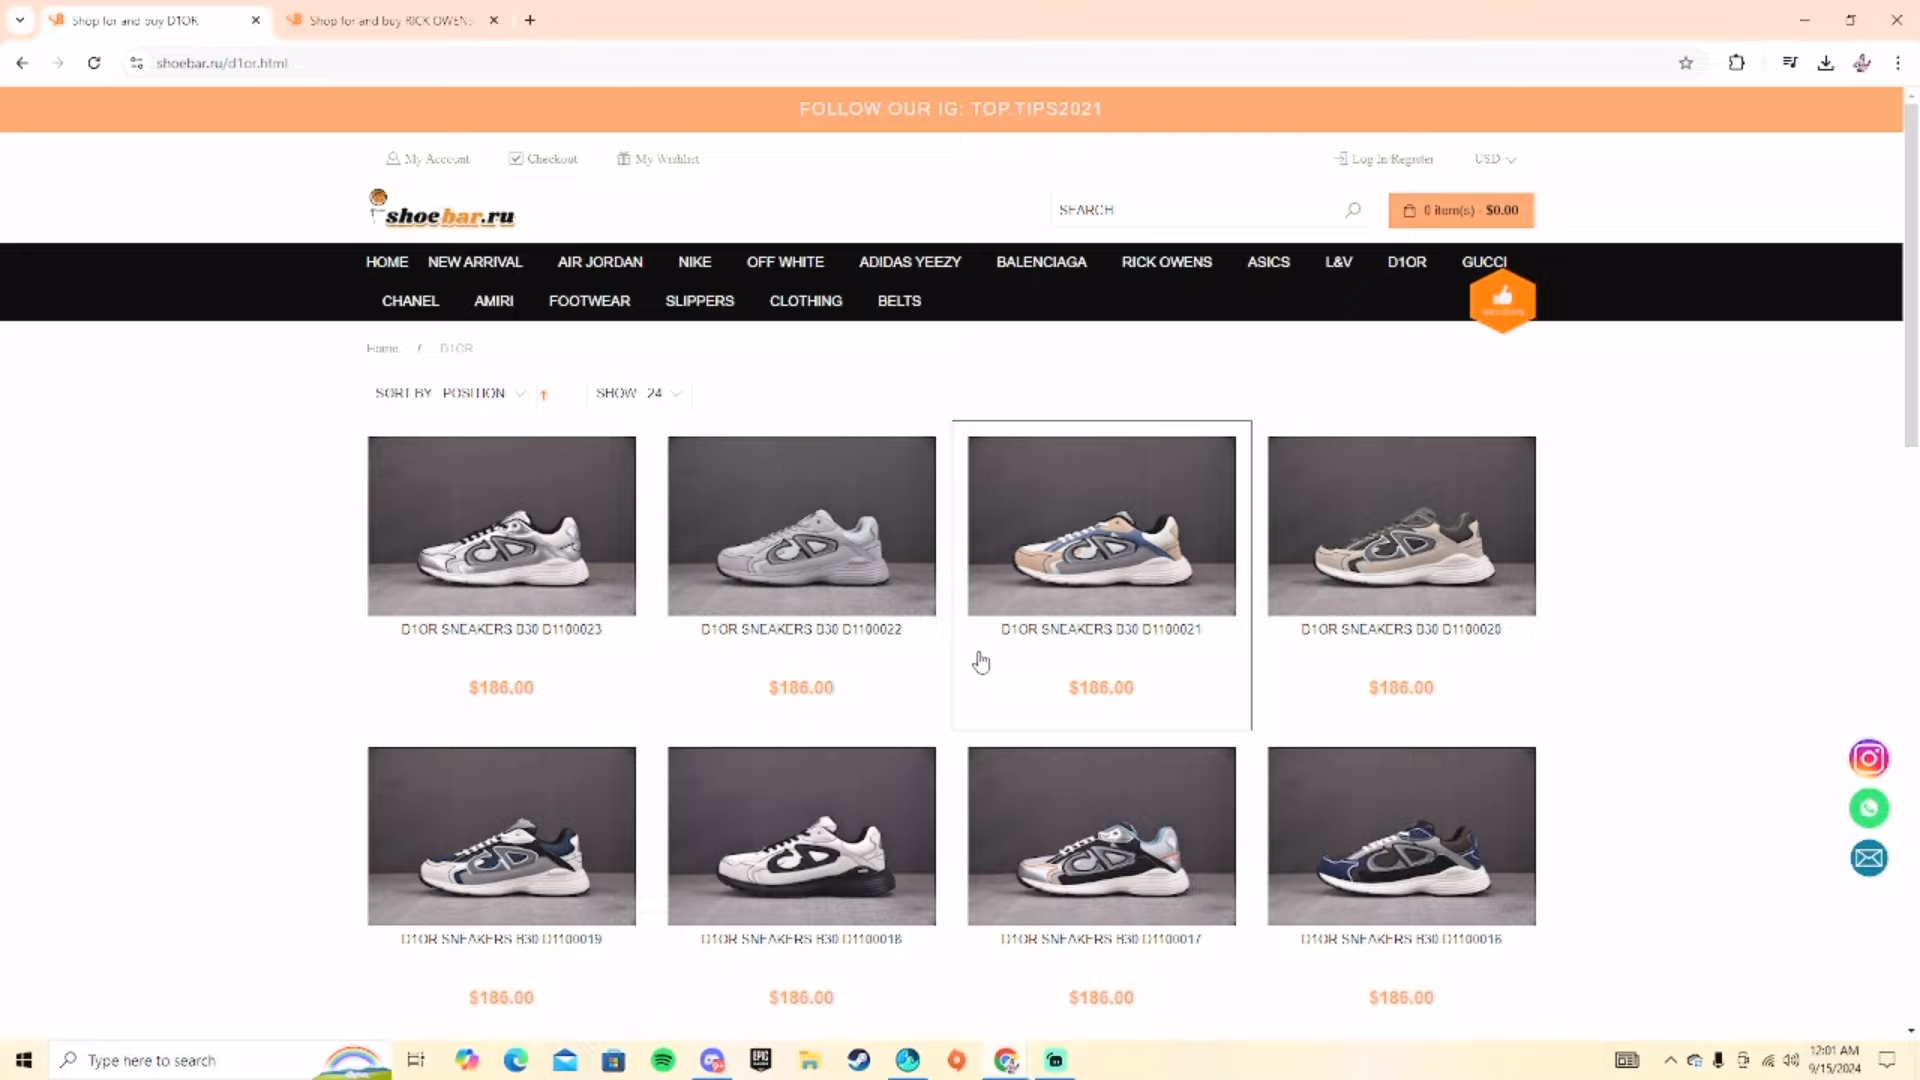 Shop for and buy D1OR
Shop for and buy RICK OWENS
shoebar.ru/d1or.html
FOLLOW OUR IG: TOP.TIPS2021
My Account Checkout My Wishlist Log In/Register USD
shoebar.ru SEARCH 0 item(s) - $0.00
HOME NEW ARRIVAL AIR JORDAN NIKE OFF WHITE ADIDAS YEEZY BALENCIAGA RICK OWENS ASICS L&V D1OR GUCCI
CHANEL AMIRI FOOTWEAR SLIPPERS CLOTHING BELTS
REVIEWS
Home / D1OR
SORT BY POSITION SHOW 24
D1OR SNEAKERS B30 D1100023 D1OR SNEAKERS B30 D1100022 D1OR SNEAKERS B30 D1100021 D1OR SNEAKERS B30 D1100020
$186.00 $186.00 $186.00 $186.00
D1OR SNEAKERS B30 D1100019 D1OR SNEAKERS B30 D1100018 D1OR SNEAKERS B30 D1100017 D1OR SNEAKERS B30 D1100016
$186.00 $186.00 $186.00 $186.00
Type here to search
EPIC
12:01 AM
9/15/2024